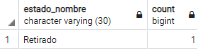 estado_nombre
character varying (30)
count
bigint
1 Retirado 1